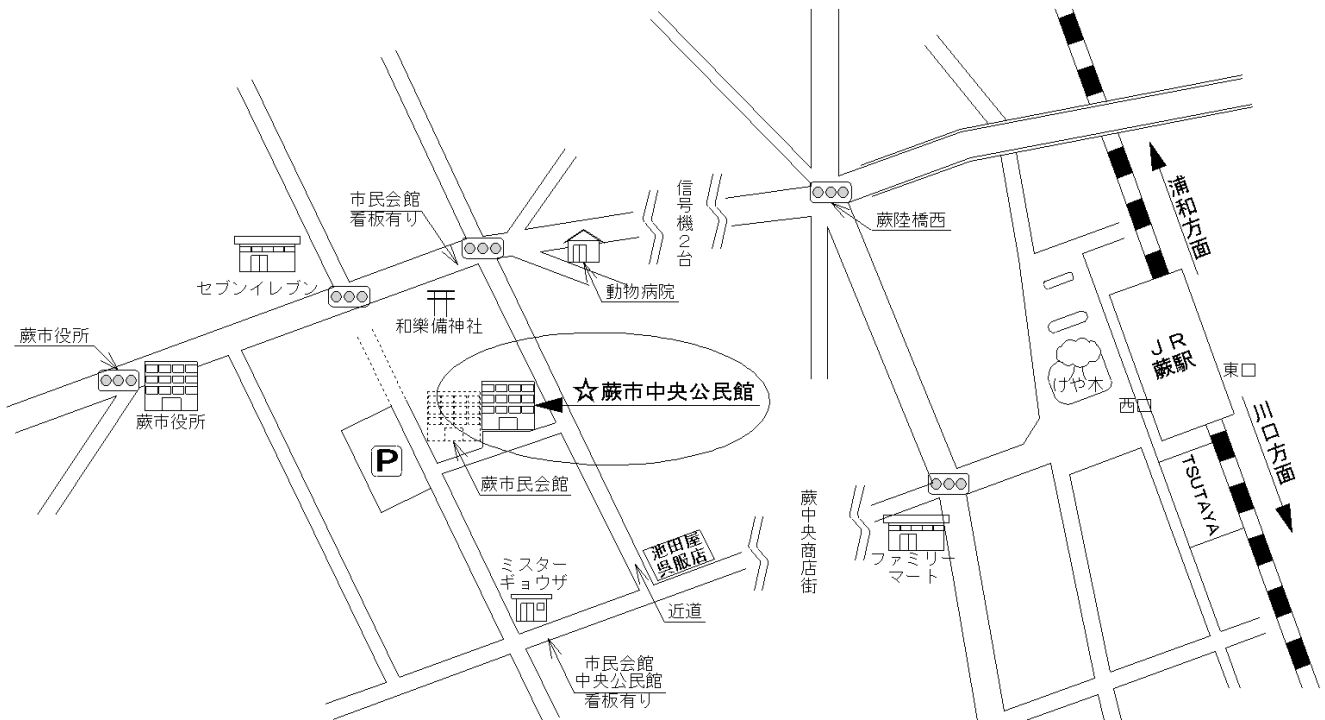 浦和方面
信号機2台
市民会館
看板有り
蕨陸橋西
セブンイレブン
動物病院
和樂備神社
蕨市役所
蕨市役所
JR
蕨駅
東口
西口
けや木
☆蕨市中央公民館
P
川口方面
TSUTAYA
蕨市民会館
蕨中央商店街
池田屋
呉服店
ファミリー
マート
ミスター
ギョウザ
近道
市民会館
中央公民館
看板有り